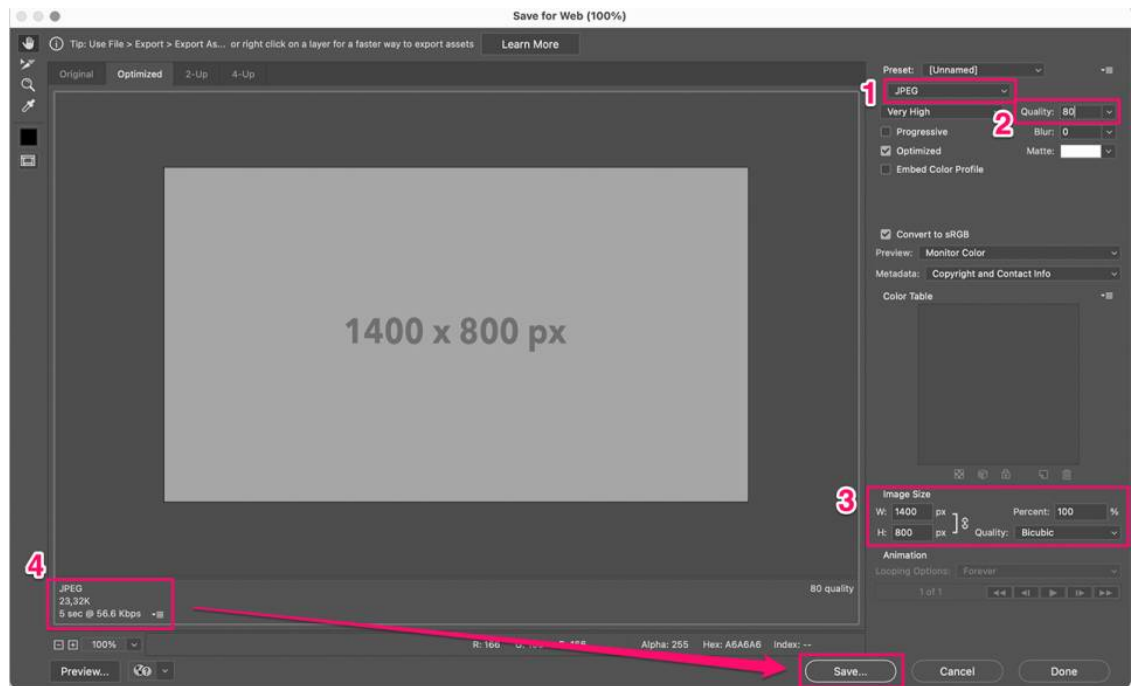 Save for Web (100%)
Tip: Use File > Export > Export As... or right click on a layer for a faster way to export assets
Learn More
Original Optimized 2-Up 4-Up
Preset: [Unnamed]
1 JPEG
Very High 2 Quality: 80
Progressive Blur: 0
Optimized Matte:
Embed Color Profile
Convert to sRGB
Preview: Monitor Color
Metadata: Copyright and Contact Info
Color Table
1400 x 800 px
3 Image Size
W: 1400 px Percent: 100 %
H: 800 px Quality: Bicubic
Animation
Looping Options: Forever
1 of 1
4
JPEG
23,32K
5 sec @ 56.6 Kbps
80 quality
100% R: 166 Alpha: 255 Hex: A6A6A6 Index: --
Preview... Save... Cancel Done